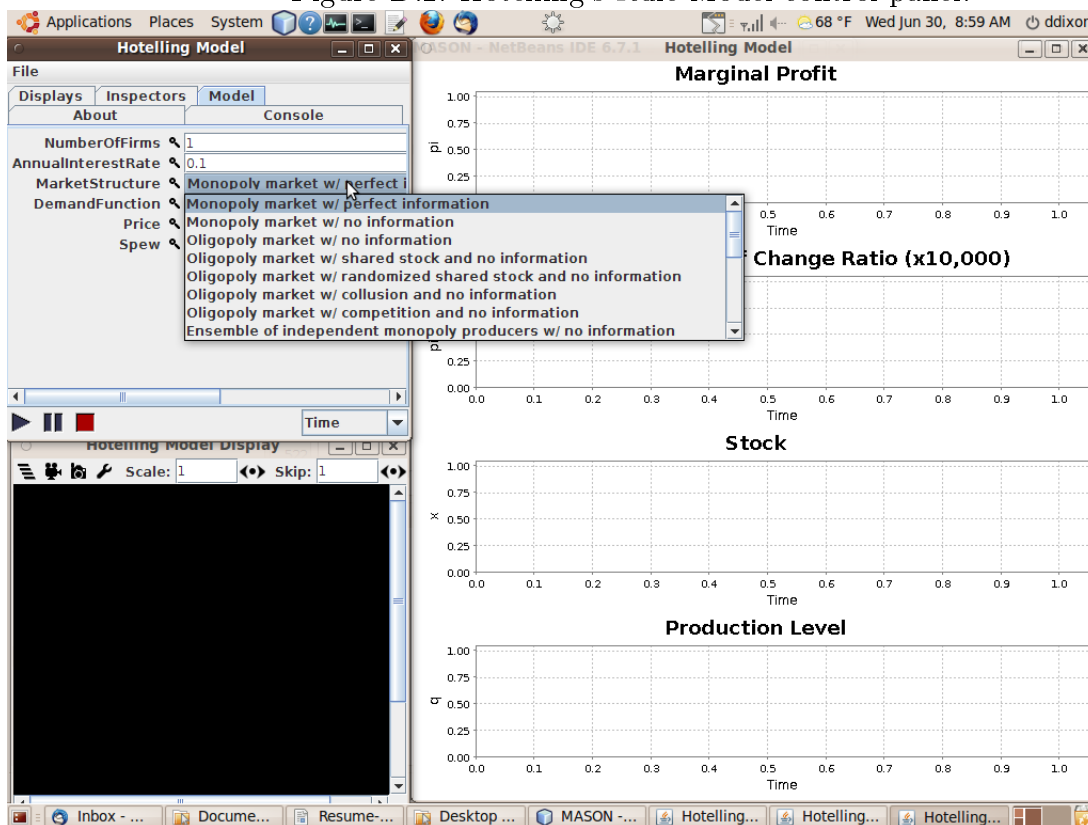 Applications Places System 68 °F Wed Jun 30, 8:59 AM ddixon
Hotelling Model
File
Displays Inspectors Model
About Console
NumberOfFirms 1
AnnualInterestRate 0.1
MarketStructure Monopoly market w/ perfect i
DemandFunction
Price
Spew
Monopoly market w/ perfect information
Monopoly market w/ no information
Oligopoly market w/ no information
Oligopoly market w/ shared stock and no information
Oligopoly market w/ randomized shared stock and no information
Oligopoly market w/ collusion and no information
Oligopoly market w/ competition and no information
Ensemble of independent monopoly producers w/ no information
Time
Hotelling Model Display
Scale: 1 Skip: 1
MASON - NetBeans IDE 6.7.1 Hotelling Model
Marginal Profit
1.00
0.75
pi 0.50
0.25
0.5 0.6 0.7 0.8 0.9 1.0
Time
Change Ratio (x10,000)
0.25
0.00
0.0 0.1 0.2 0.3 0.4 0.5 0.6 0.7 0.8 0.9 1.0
Time
Stock
1.00
0.75
x 0.50
0.25
0.00
0.0 0.1 0.2 0.3 0.4 0.5 0.6 0.7 0.8 0.9 1.0
Time
Production Level
1.00
0.75
q 0.50
0.25
0.00
0.0 0.1 0.2 0.3 0.4 0.5 0.6 0.7 0.8 0.9 1.0
Time
Inbox - ... Docume... Resume-... Desktop ... MASON -... Hotelling... Hotelling... Hotelling...